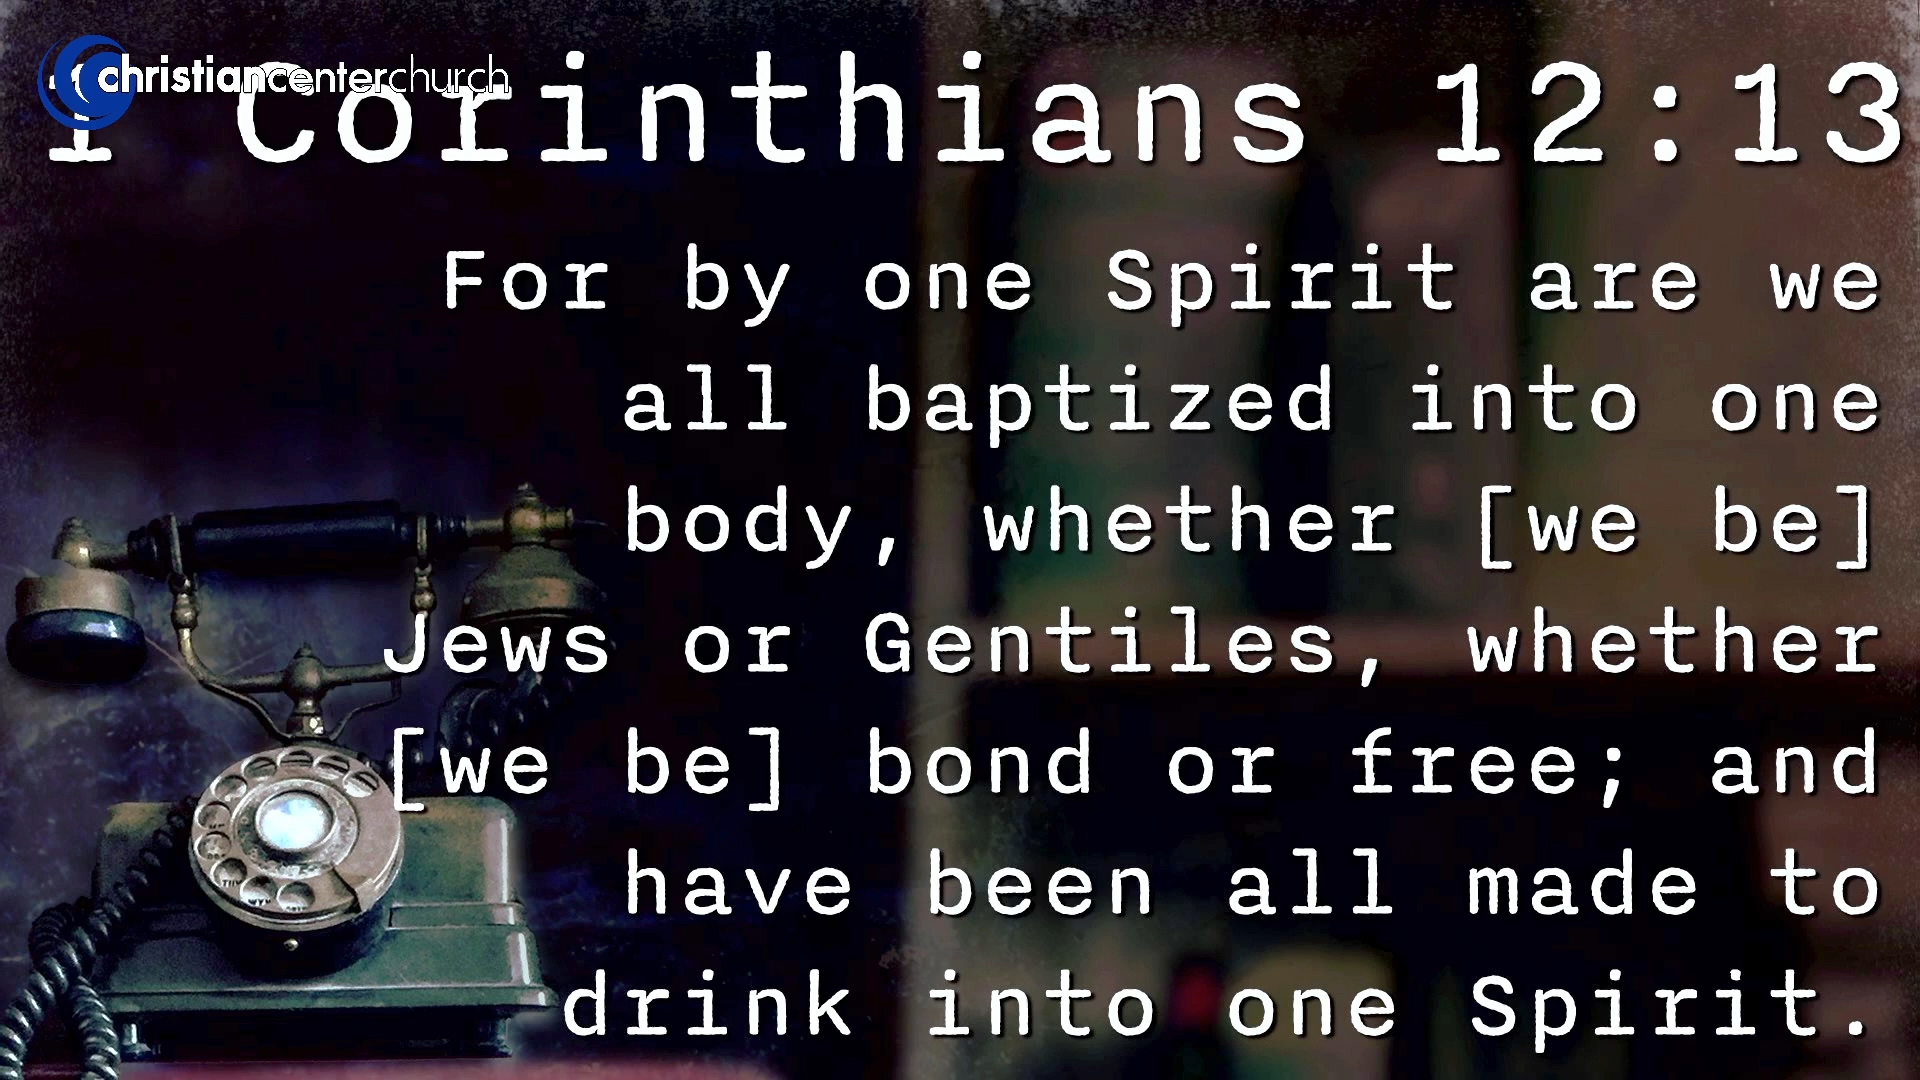 christiancenterchurch
1 Corinthians 12:13
For by one Spirit are we
all baptized into one
body, whether [we be]
Jews or Gentiles, whether
[we be] bond or free; and
have been all made to
drink into one Spirit.